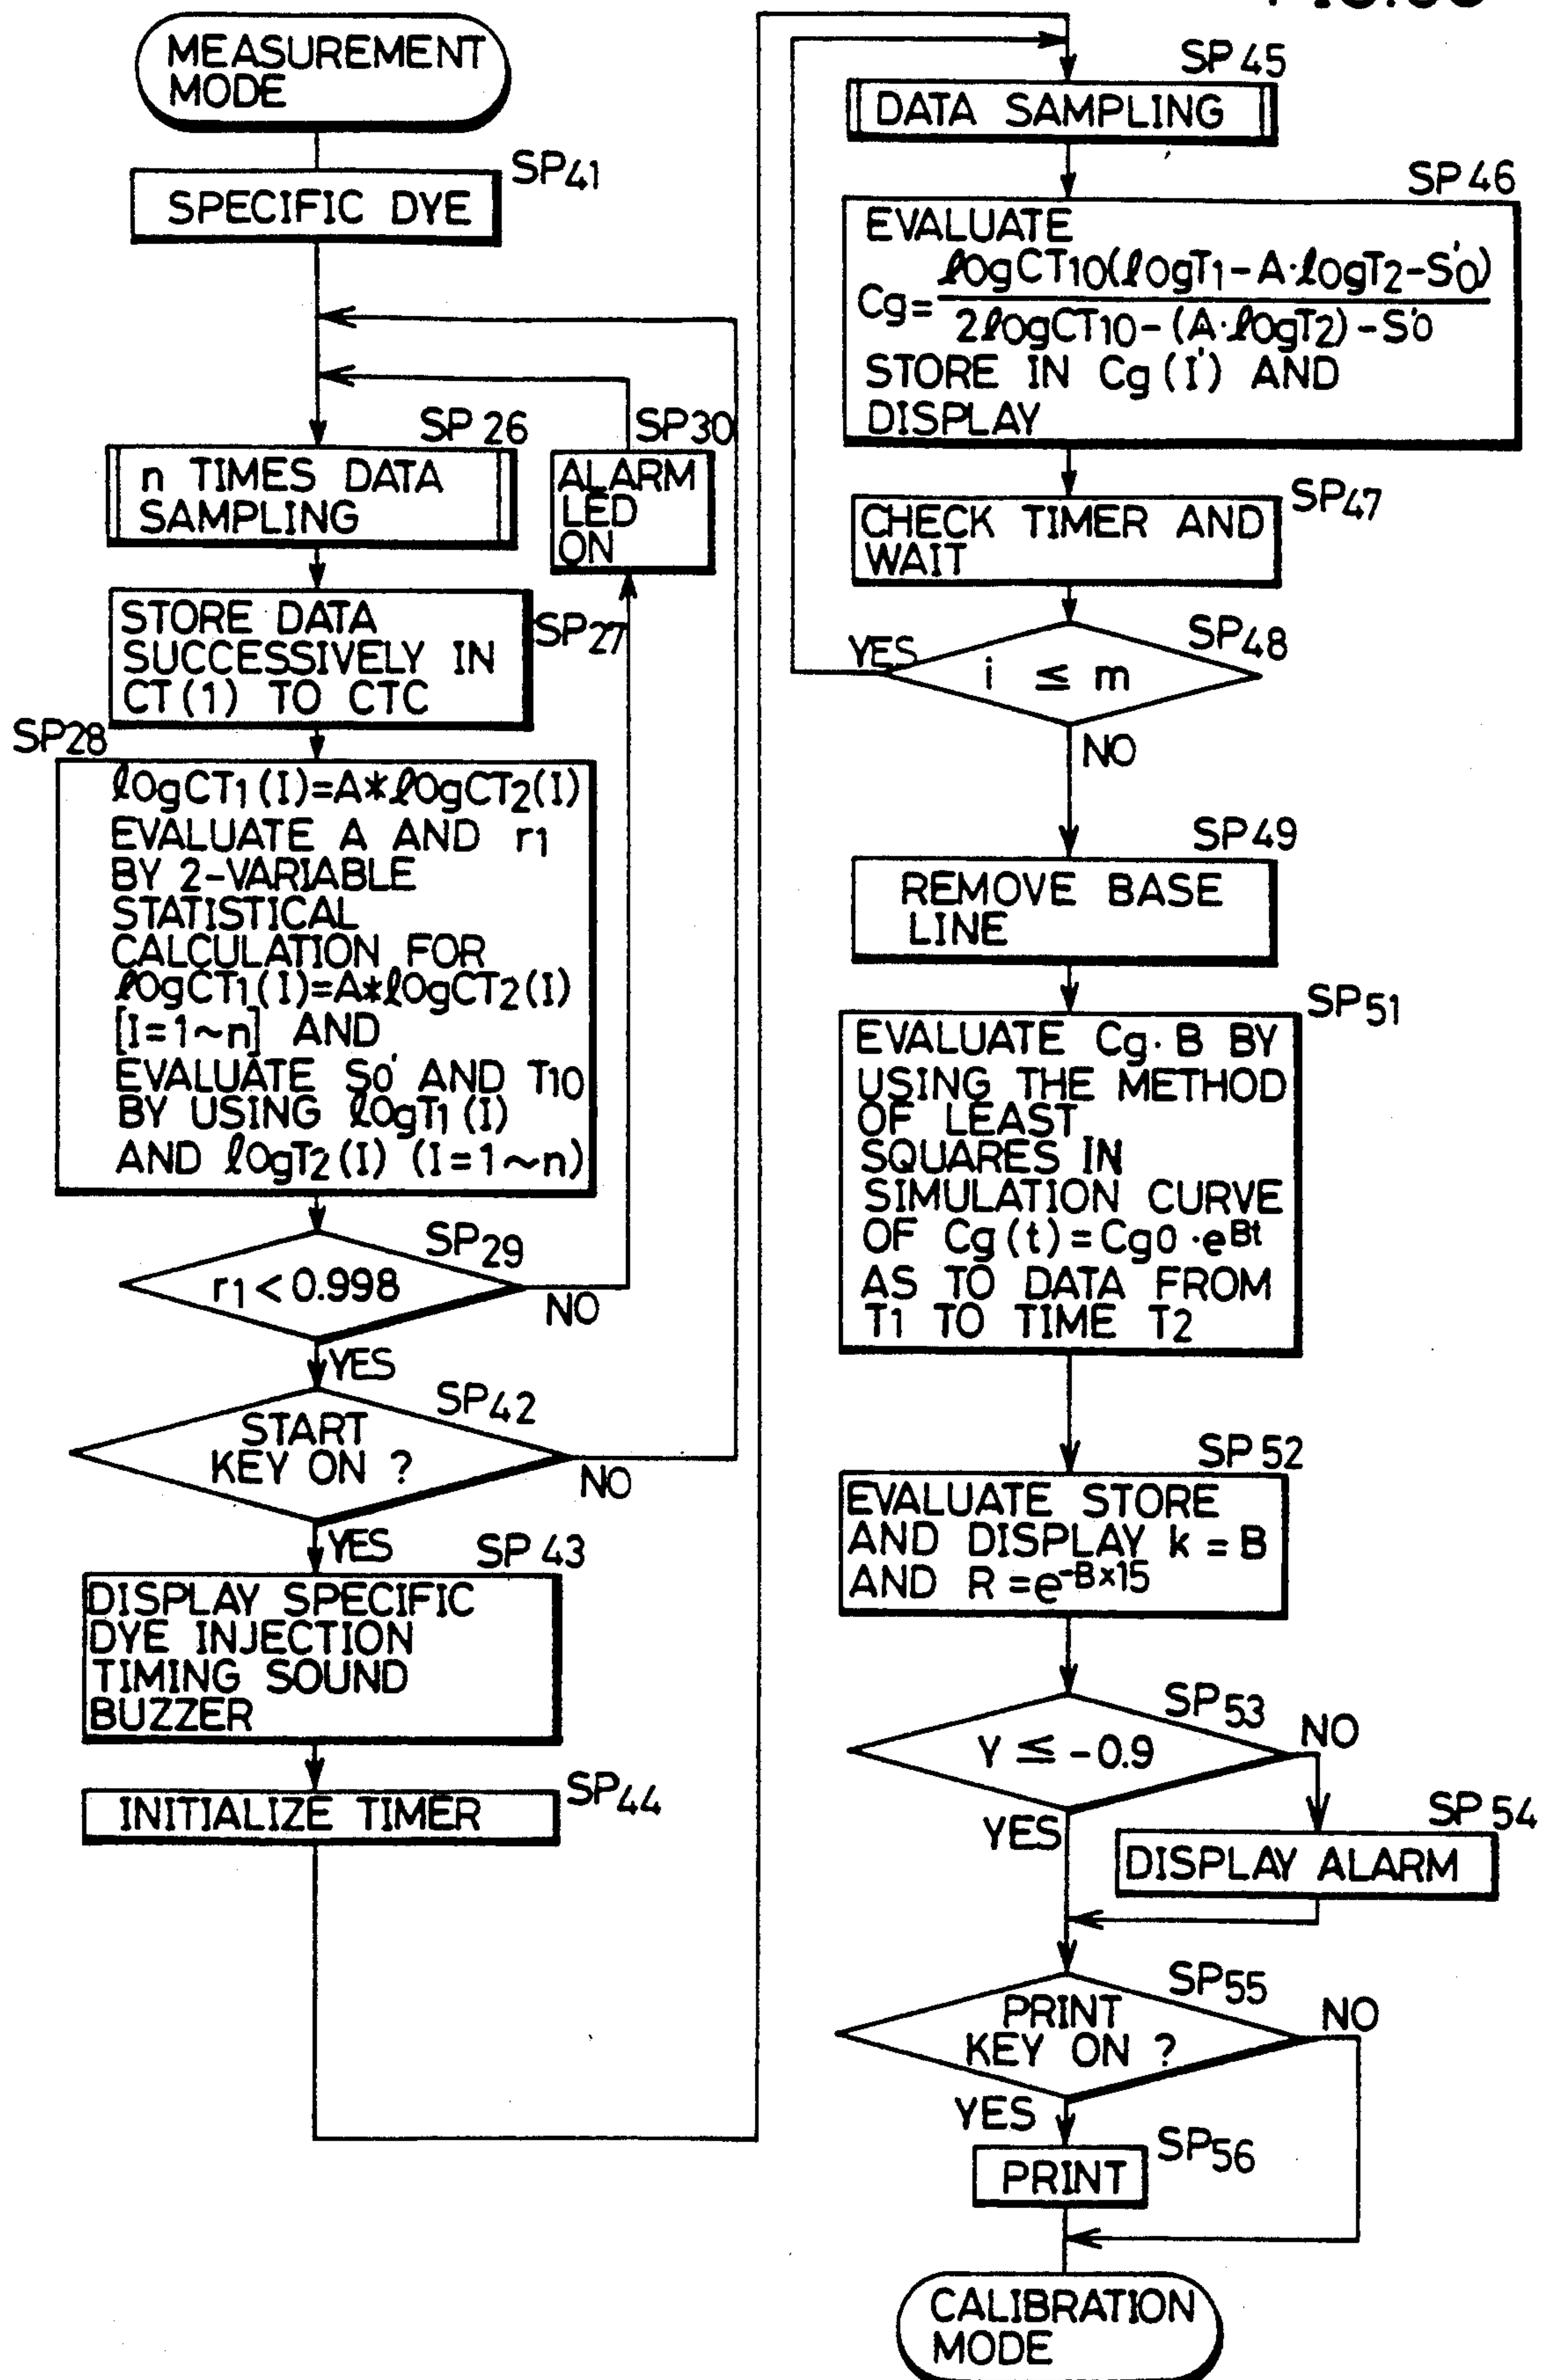 MEASUREMENT
MODE
SP41
SPECIFIC DYE
SP26
n TIMES DATA
SAMPLING
SP30
ALARM
LED
ON
SP27
STORE DATA
SUCCESSIVELY IN
CT(1) TO CTC
SP28
ℓogCT1(I)=A*ℓogCT2(I)
EVALUATE A AND r1
BY 2-VARIABLE
STATISTICAL
CALCULATION FOR
ℓogCT1(I)=A*ℓogCT2(I)
[I=1~n] AND
EVALUATE So' AND T10
BY USING ℓogT1(I)
AND ℓogT2(I) (I=1~n)
SP29
r1<0.998
NO
YES
SP42
START
KEY ON ?
NO
YES
SP43
DISPLAY SPECIFIC
DYE INJECTION
TIMING SOUND
BUZZER
SP44
INITIALIZE TIMER
SP45
DATA SAMPLING
SP46
EVALUATE
ℓogCT10(ℓogT1-A·ℓogT2-S'o)
Cg=
2ℓogCT10-(A·ℓogT2)-S'o
STORE IN Cg(I') AND
DISPLAY
SP47
CHECK TIMER AND
WAIT
SP48
YES
i ≤ m
NO
SP49
REMOVE BASE
LINE
SP51
EVALUATE Cg·B BY
USING THE METHOD
OF LEAST
SQUARES IN
SIMULATION CURVE
OF Cg(t)=Cgo·eBt
AS TO DATA FROM
T1 TO TIME T2
SP52
EVALUATE STORE
AND DISPLAY k=B
AND R=e-B×15
SP53
Y ≤ -0.9
NO
YES
SP54
DISPLAY ALARM
SP55
PRINT
KEY ON ?
NO
YES
SP56
PRINT
CALIBRATION
MODE